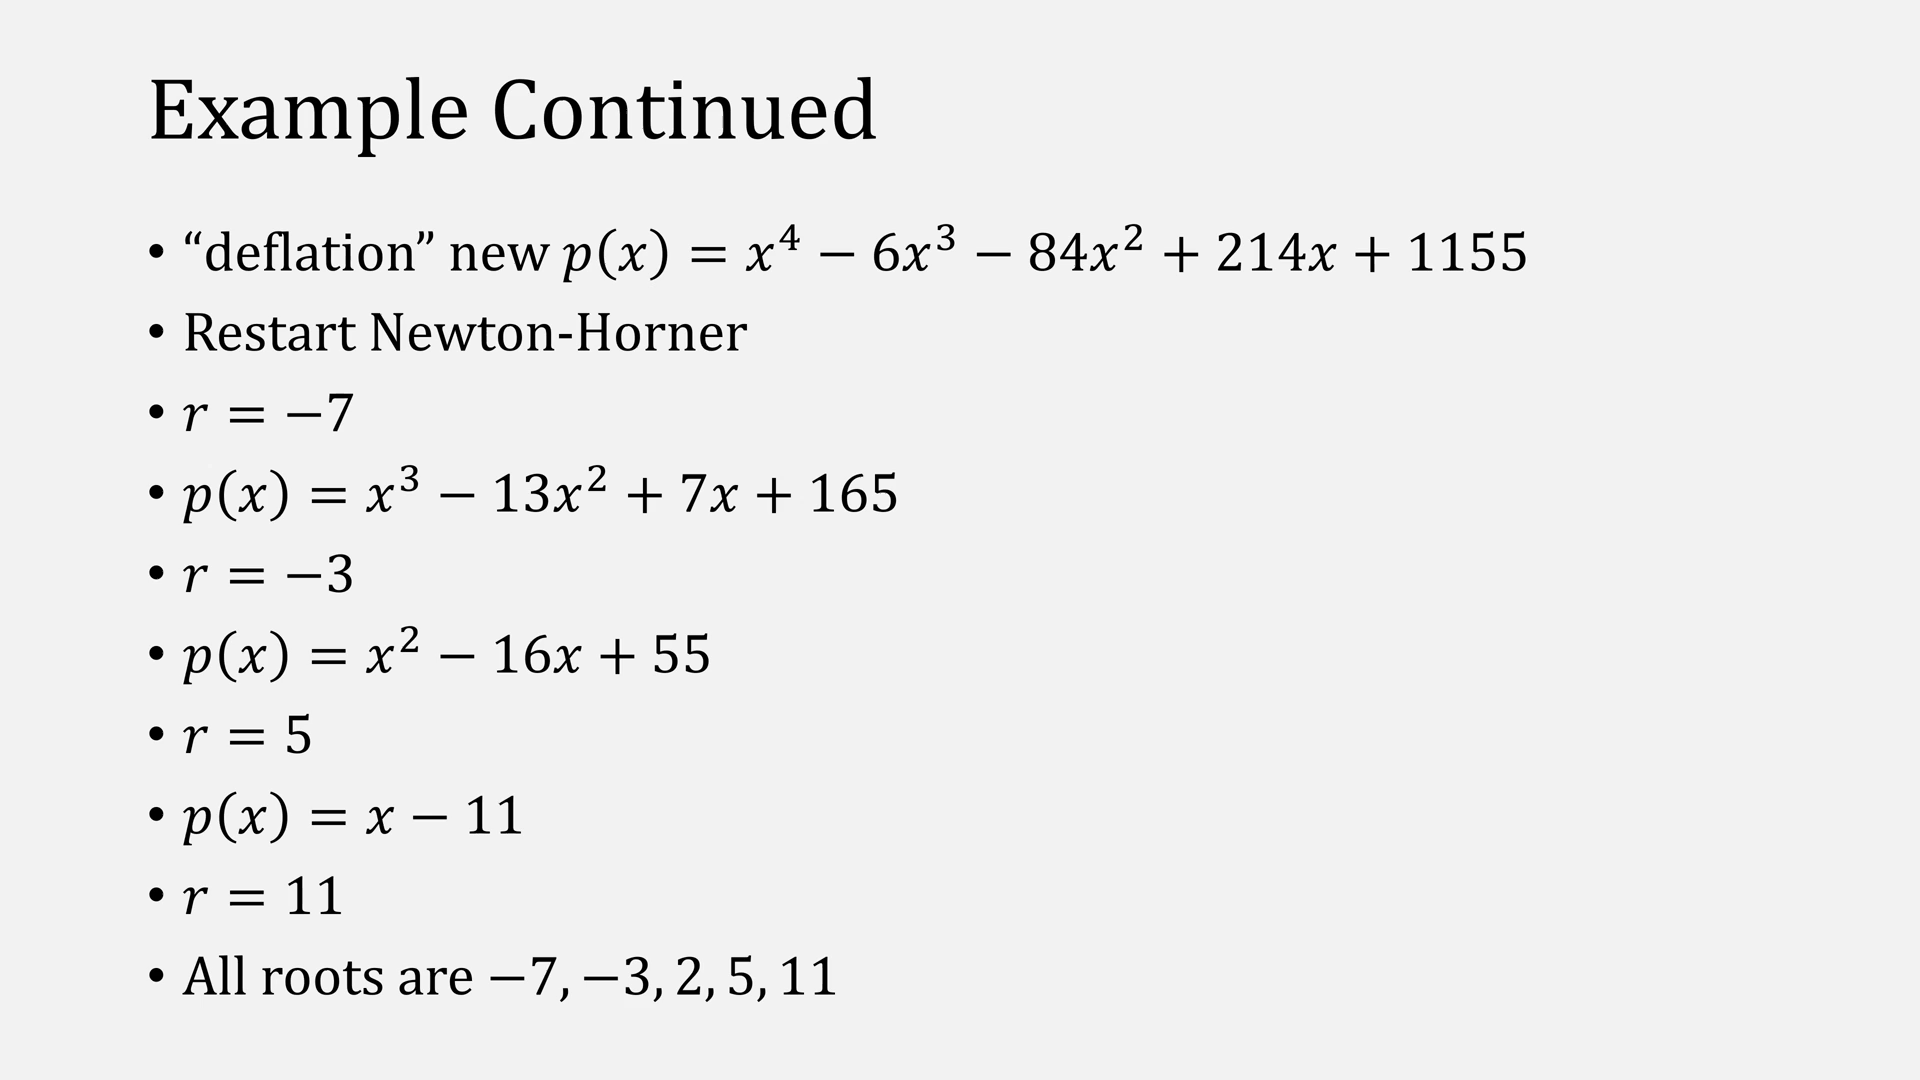 Example Continued
• “deflation” new p(x) = x⁴ − 6x³ − 84x² + 214x + 1155
• Restart Newton-Horner
• r = −7
• p(x) = x³ − 13x² + 7x + 165
• r = −3
• p(x) = x² − 16x + 55
• r = 5
• p(x) = x − 11
• r = 11
• All roots are −7, −3, 2, 5, 11